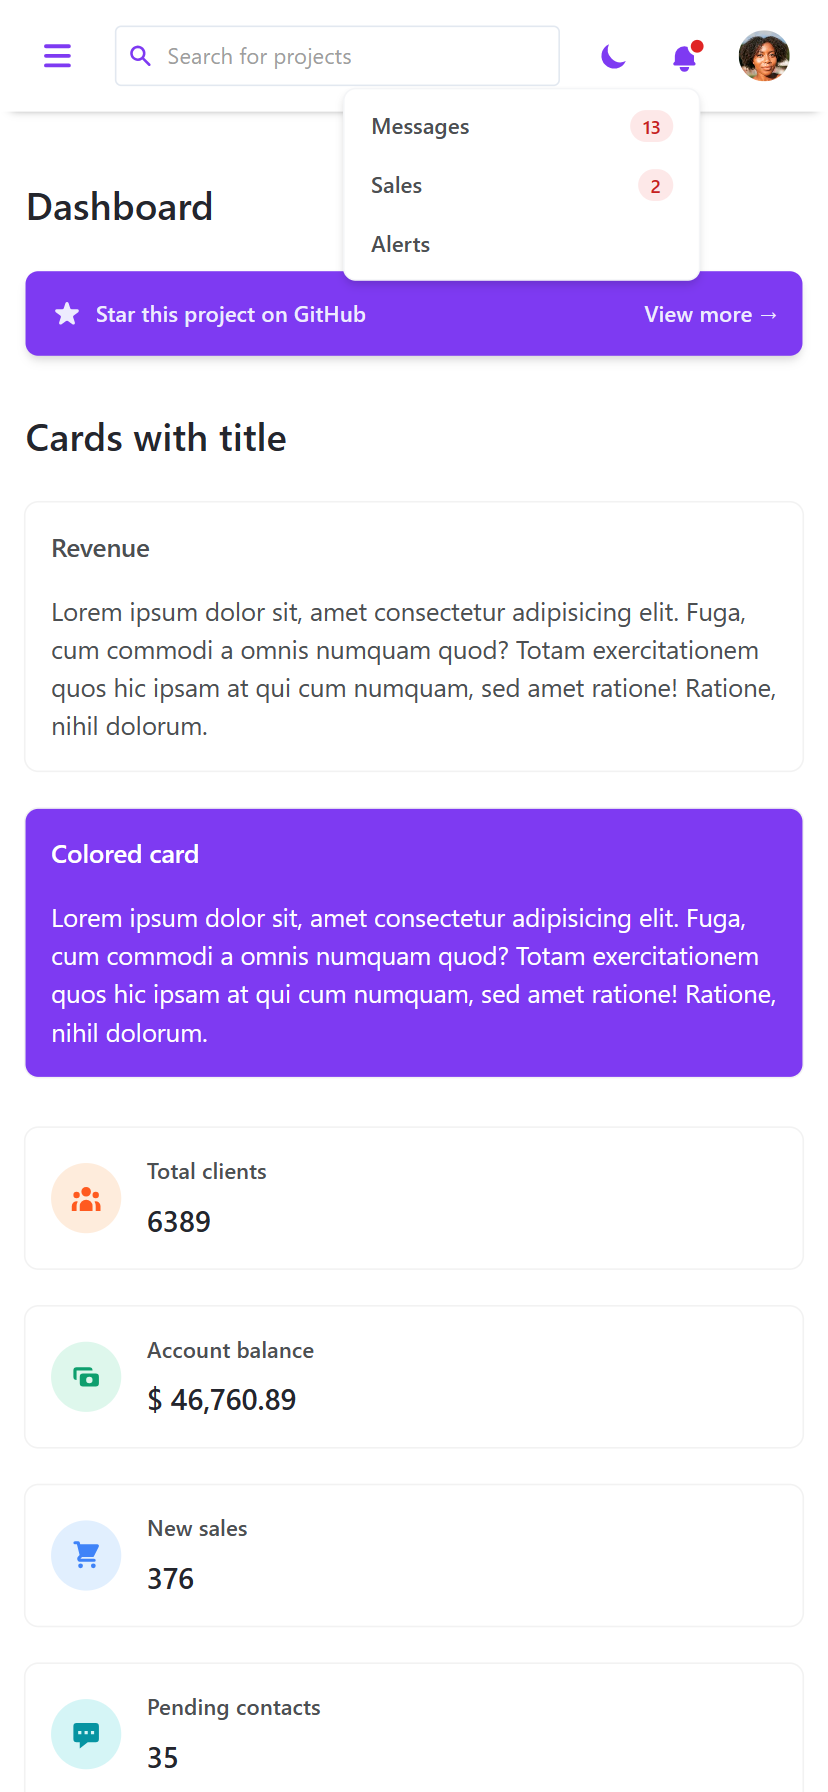 Search for projects
Messages 13
Sales 2
Alerts
Dashboard
Star this project on GitHub View more →
Cards with title
Revenue
Lorem ipsum dolor sit, amet consectetur adipisicing elit. Fuga,
cum commodi a omnis numquam quod? Totam exercitationem
quos hic ipsam at qui cum numquam, sed amet ratione! Ratione,
nihil dolorum.
Colored card
Lorem ipsum dolor sit, amet consectetur adipisicing elit. Fuga,
cum commodi a omnis numquam quod? Totam exercitationem
quos hic ipsam at qui cum numquam, sed amet ratione! Ratione,
nihil dolorum.
Total clients
6389
Account balance
$ 46,760.89
New sales
376
Pending contacts
35